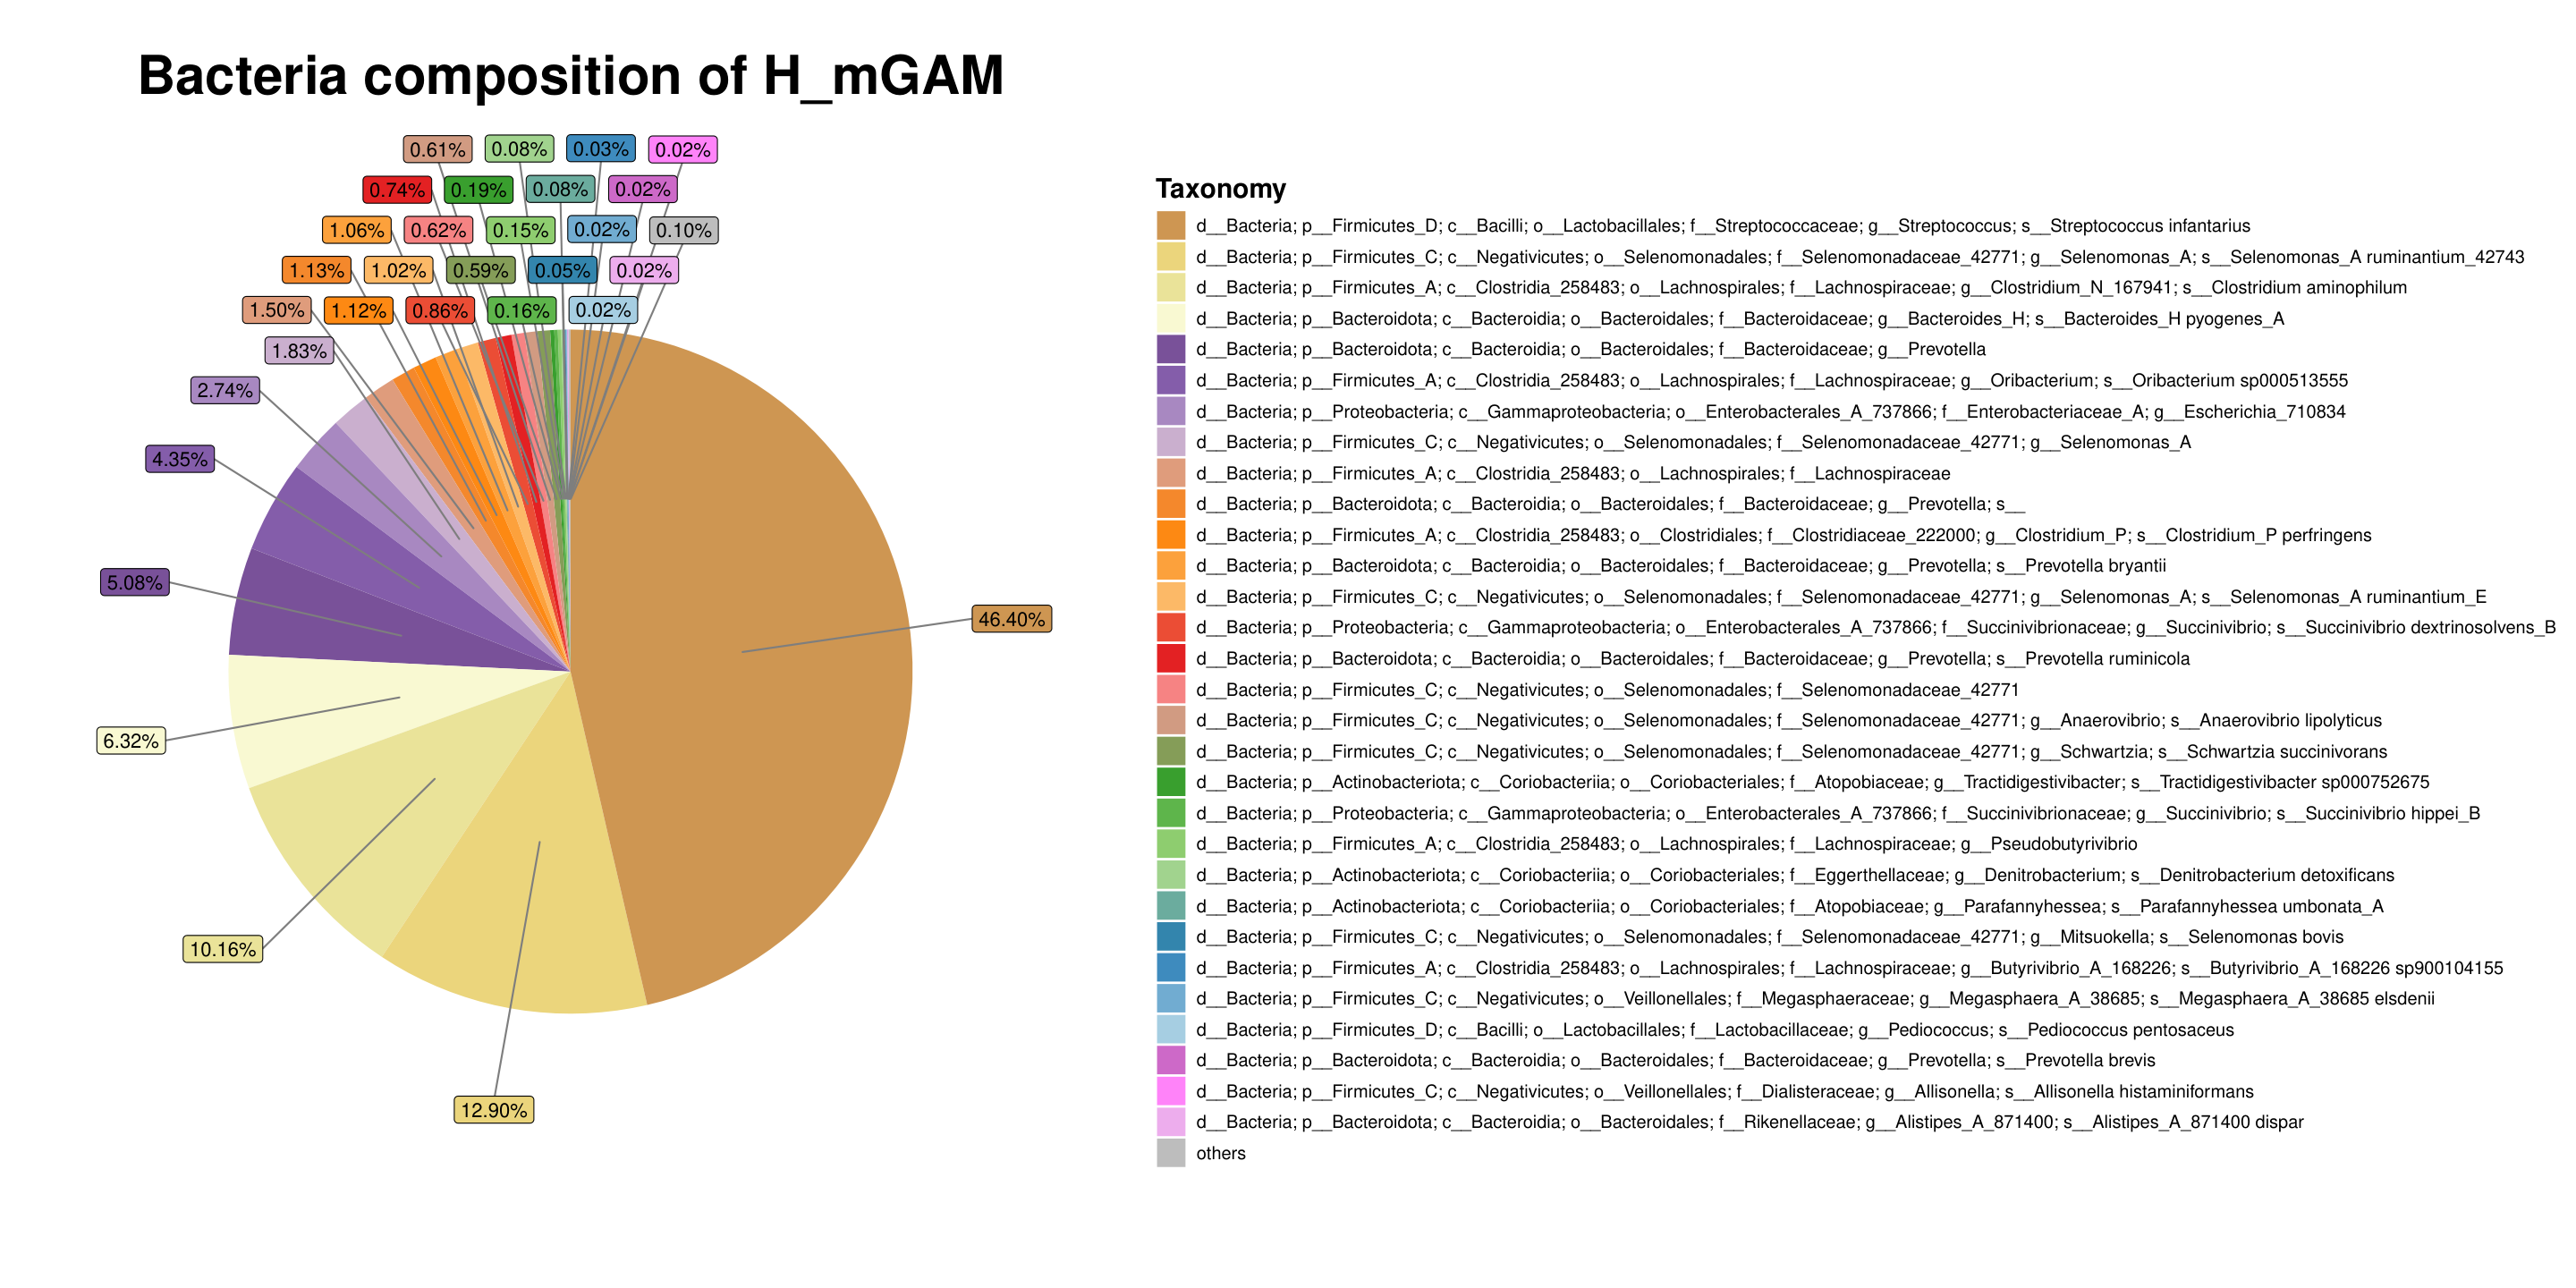 Bacteria composition of H_mGAM
0.61% 0.08% 0.03% 0.02%
0.74% 0.19% 0.08% 0.02%
1.06% 0.62% 0.15% 0.02% 0.10%
1.13% 1.02% 0.59% 0.05% 0.02%
1.50% 1.12% 0.86% 0.16% 0.02%
1.83%
2.74%
4.35%
5.08%
46.40%
6.32%
10.16%
12.90%
Taxonomy
d__Bacteria; p__Firmicutes_D; c__Bacilli; o__Lactobacillales; f__Streptococcaceae; g__Streptococcus; s__Streptococcus infantarius
d__Bacteria; p__Firmicutes_C; c__Negativicutes; o__Selenomonadales; f__Selenomonadaceae_42771; g__Selenomonas_A; s__Selenomonas_A ruminantium_42743
d__Bacteria; p__Firmicutes_A; c__Clostridia_258483; o__Lachnospirales; f__Lachnospiraceae; g__Clostridium_N_167941; s__Clostridium aminophilum
d__Bacteria; p__Bacteroidota; c__Bacteroidia; o__Bacteroidales; f__Bacteroidaceae; g__Bacteroides_H; s__Bacteroides_H pyogenes_A
d__Bacteria; p__Bacteroidota; c__Bacteroidia; o__Bacteroidales; f__Bacteroidaceae; g__Prevotella
d__Bacteria; p__Firmicutes_A; c__Clostridia_258483; o__Lachnospirales; f__Lachnospiraceae; g__Oribacterium; s__Oribacterium sp000513555
d__Bacteria; p__Proteobacteria; c__Gammaproteobacteria; o__Enterobacterales_A_737866; f__Enterobacteriaceae_A; g__Escherichia_710834
d__Bacteria; p__Firmicutes_C; c__Negativicutes; o__Selenomonadales; f__Selenomonadaceae_42771; g__Selenomonas_A
d__Bacteria; p__Firmicutes_A; c__Clostridia_258483; o__Lachnospirales; f__Lachnospiraceae
d__Bacteria; p__Bacteroidota; c__Bacteroidia; o__Bacteroidales; f__Bacteroidaceae; g__Prevotella; s__
d__Bacteria; p__Firmicutes_A; c__Clostridia_258483; o__Clostridiales; f__Clostridiaceae_222000; g__Clostridium_P; s__Clostridium_P perfringens
d__Bacteria; p__Bacteroidota; c__Bacteroidia; o__Bacteroidales; f__Bacteroidaceae; g__Prevotella; s__Prevotella bryantii
d__Bacteria; p__Firmicutes_C; c__Negativicutes; o__Selenomonadales; f__Selenomonadaceae_42771; g__Selenomonas_A; s__Selenomonas_A ruminantium_E
d__Bacteria; p__Proteobacteria; c__Gammaproteobacteria; o__Enterobacterales_A_737866; f__Succinivibrionaceae; g__Succinivibrio; s__Succinivibrio dextrinosolvens_B
d__Bacteria; p__Bacteroidota; c__Bacteroidia; o__Bacteroidales; f__Bacteroidaceae; g__Prevotella; s__Prevotella ruminicola
d__Bacteria; p__Firmicutes_C; c__Negativicutes; o__Selenomonadales; f__Selenomonadaceae_42771
d__Bacteria; p__Firmicutes_C; c__Negativicutes; o__Selenomonadales; f__Selenomonadaceae_42771; g__Anaerovibrio; s__Anaerovibrio lipolyticus
d__Bacteria; p__Firmicutes_C; c__Negativicutes; o__Selenomonadales; f__Selenomonadaceae_42771; g__Schwartzia; s__Schwartzia succinivorans
d__Bacteria; p__Actinobacteriota; c__Coriobacteriia; o__Coriobacteriales; f__Atopobiaceae; g__Tractidigestivibacter; s__Tractidigestivibacter sp000752675
d__Bacteria; p__Proteobacteria; c__Gammaproteobacteria; o__Enterobacterales_A_737866; f__Succinivibrionaceae; g__Succinivibrio; s__Succinivibrio hippei_B
d__Bacteria; p__Firmicutes_A; c__Clostridia_258483; o__Lachnospirales; f__Lachnospiraceae; g__Pseudobutyrivibrio
d__Bacteria; p__Actinobacteriota; c__Coriobacteriia; o__Coriobacteriales; f__Eggerthellaceae; g__Denitrobacterium; s__Denitrobacterium detoxificans
d__Bacteria; p__Actinobacteriota; c__Coriobacteriia; o__Coriobacteriales; f__Atopobiaceae; g__Parafannyhessea; s__Parafannyhessea umbonata_A
d__Bacteria; p__Firmicutes_C; c__Negativicutes; o__Selenomonadales; f__Selenomonadaceae_42771; g__Mitsuokella; s__Selenomonas bovis
d__Bacteria; p__Firmicutes_A; c__Clostridia_258483; o__Lachnospirales; f__Lachnospiraceae; g__Butyrivibrio_A_168226; s__Butyrivibrio_A_168226 sp900104155
d__Bacteria; p__Firmicutes_C; c__Negativicutes; o__Veillonellales; f__Megasphaeraceae; g__Megasphaera_A_38685; s__Megasphaera_A_38685 elsdenii
d__Bacteria; p__Firmicutes_D; c__Bacilli; o__Lactobacillales; f__Lactobacillaceae; g__Pediococcus; s__Pediococcus pentosaceus
d__Bacteria; p__Bacteroidota; c__Bacteroidia; o__Bacteroidales; f__Bacteroidaceae; g__Prevotella; s__Prevotella brevis
d__Bacteria; p__Firmicutes_C; c__Negativicutes; o__Veillonellales; f__Dialisteraceae; g__Allisonella; s__Allisonella histaminiformans
d__Bacteria; p__Bacteroidota; c__Bacteroidia; o__Bacteroidales; f__Rikenellaceae; g__Alistipes_A_871400; s__Alistipes_A_871400 dispar
others